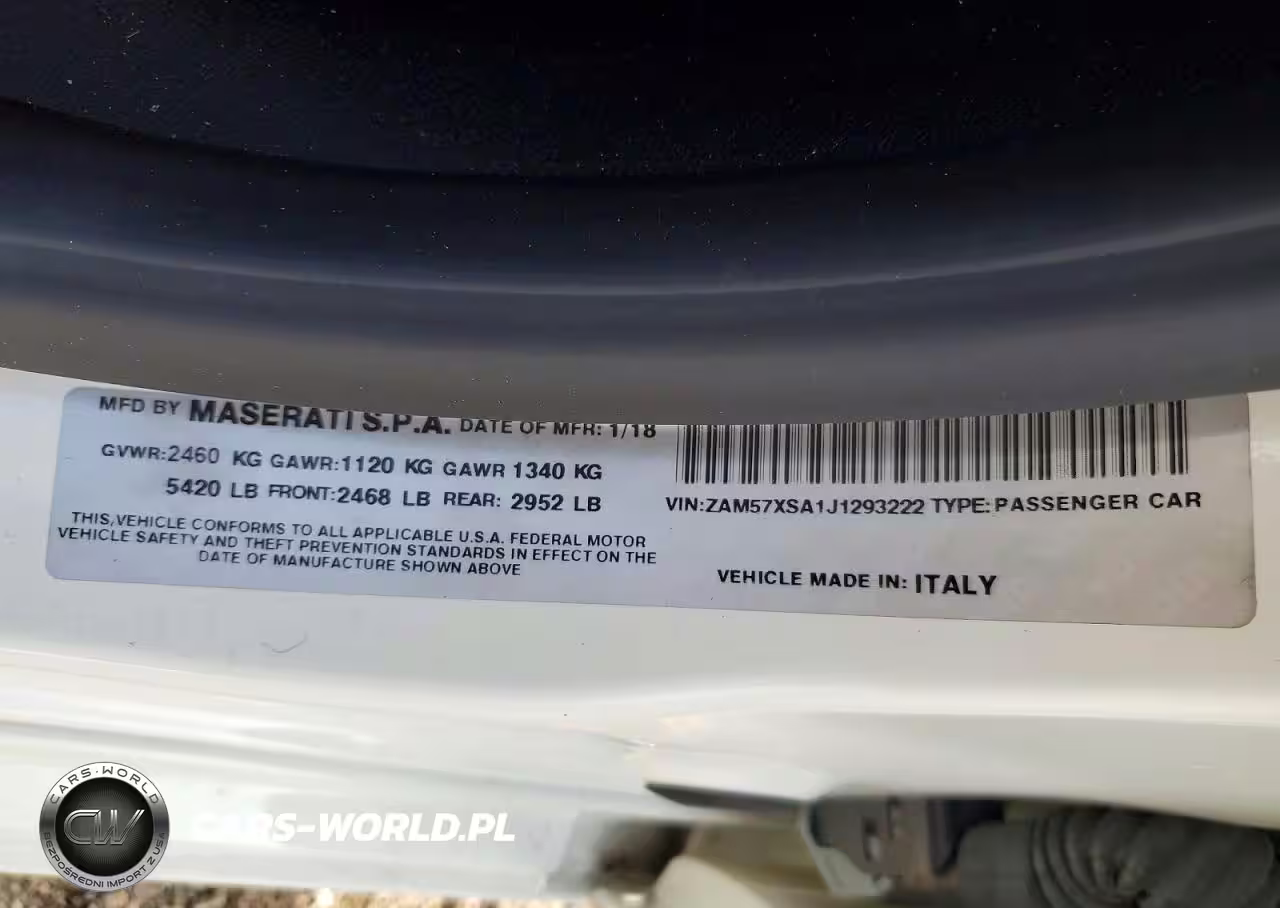 MFD BY MASERATI S.P.A. DATE OF MFR: 1/18
GVWR:2460 KG GAWR:1120 KG GAWR 1340 KG
5420 LB FRONT:2468 LB REAR: 2952 LB
THIS VEHICLE CONFORMS TO ALL APPLICABLE U.S.A. FEDERAL MOTOR
VEHICLE SAFETY AND THEFT PREVENTION STANDARDS IN EFFECT ON THE
DATE OF MANUFACTURE SHOWN ABOVE
VIN:ZAM57XSA1J1293222 TYPE:PASSENGER CAR
VEHICLE MADE IN: ITALY
CARS-WORLD
CW
BEZPOŚREDNI IMPORT Z USA
CARS-WORLD.PL